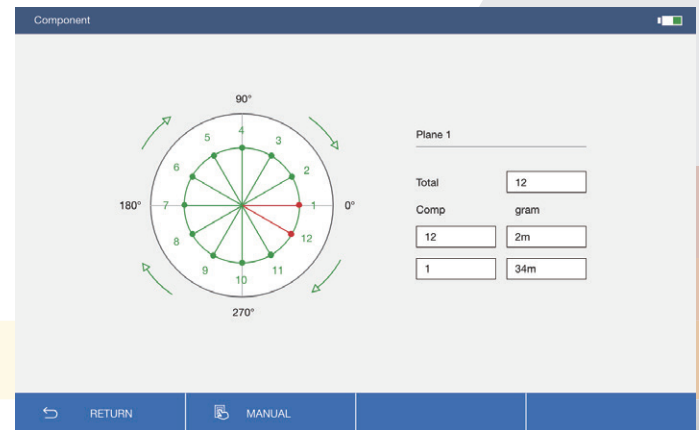 Component
90°
5 4 3
6 2
180° 7 1 0°
8 12
9 10 11
270°
Plane 1
Total 12
Comp gram
12 2m
1 34m
RETURN MANUAL